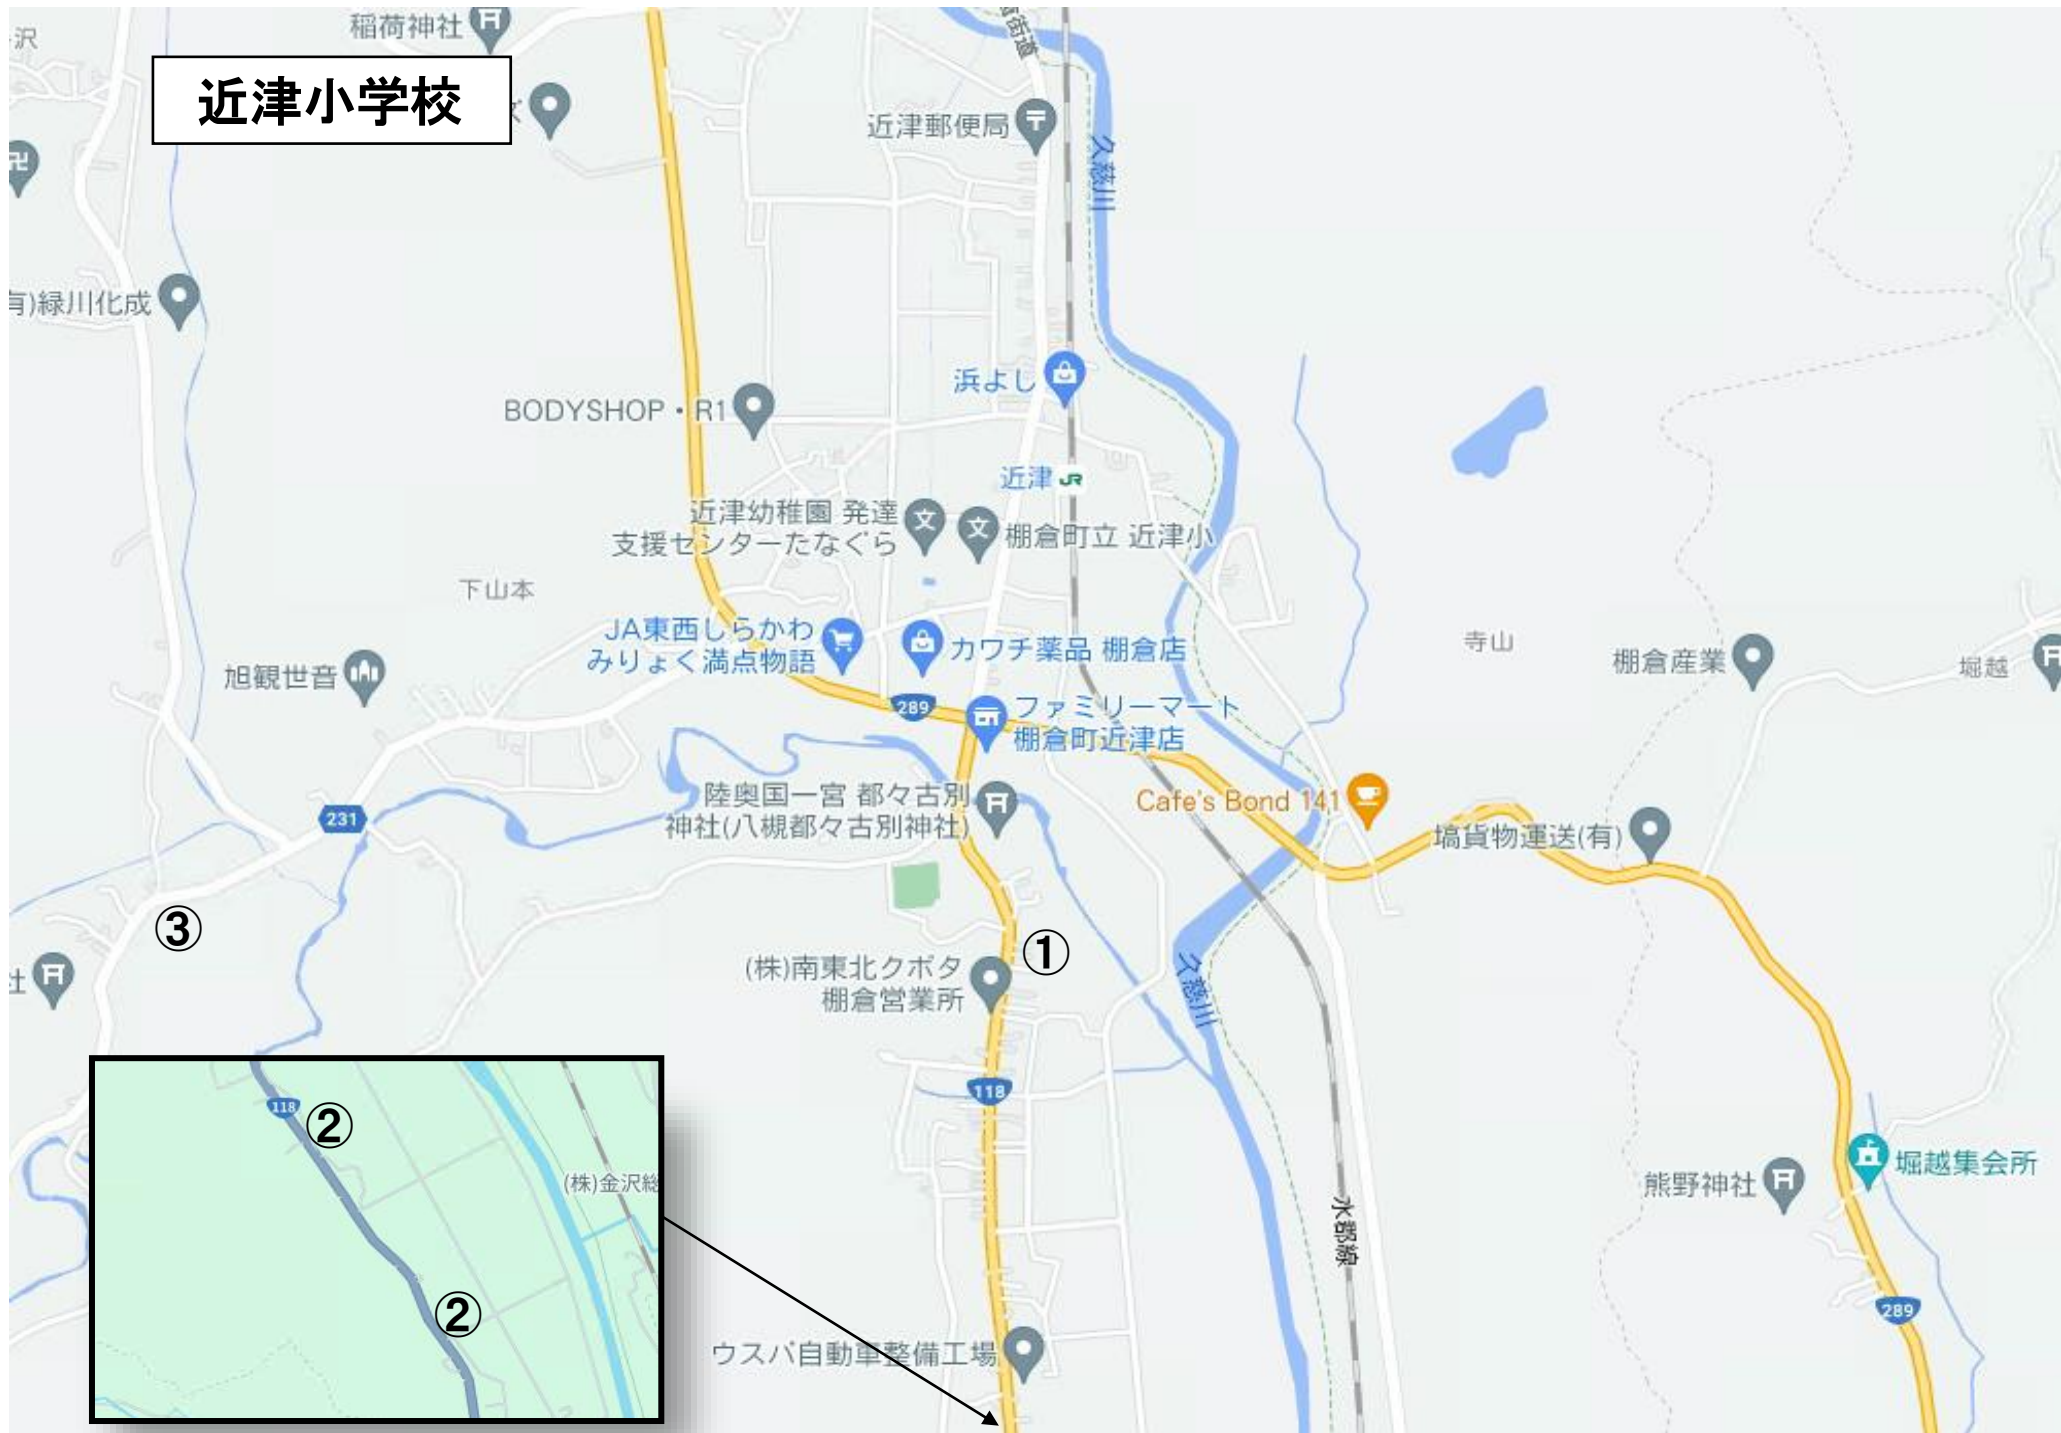 沢
稲荷神社
街道
近津小学校
近津郵便局
久慈川
有)緑川化成
浜よし
BODYSHOP・R1
近津
JR
近津幼稚園 発達
支援センターたなぐら
棚倉町立 近津小
下山本
JA東西しらかわ
みりょく満点物語
カワチ薬品 棚倉店
寺山
棚倉産業
堀越
旭観世音
289
ファミリーマート
棚倉町近津店
陸奥国一宮 都々古別
神社(八槻都々古別神社)
Cafe's Bond 141
231
塙貨物運送(有)
③
①
社
(株)南東北クボタ
棚倉営業所
久慈川
118
118
②
(株)金沢総
②
熊野神社
堀越集会所
水郡線
289
ウスバ自動車整備工場